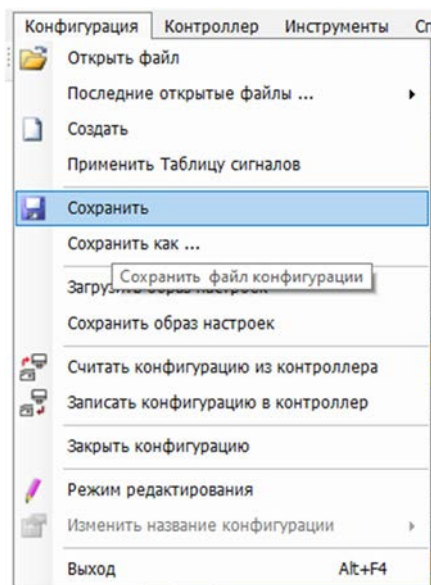 Конфигурация Контроллер Инструменты
Открыть файл
Последние открытые файлы ...
Создать
Применить Таблицу сигналов
Сохранить
Сохранить как ...
Сохранить файл конфигурации
Сохранить образ настроек
Считать конфигурацию из контроллера
Записать конфигурацию в контроллер
Закрыть конфигурацию
Режим редактирования
Изменить название конфигурации
Выход Alt+F4